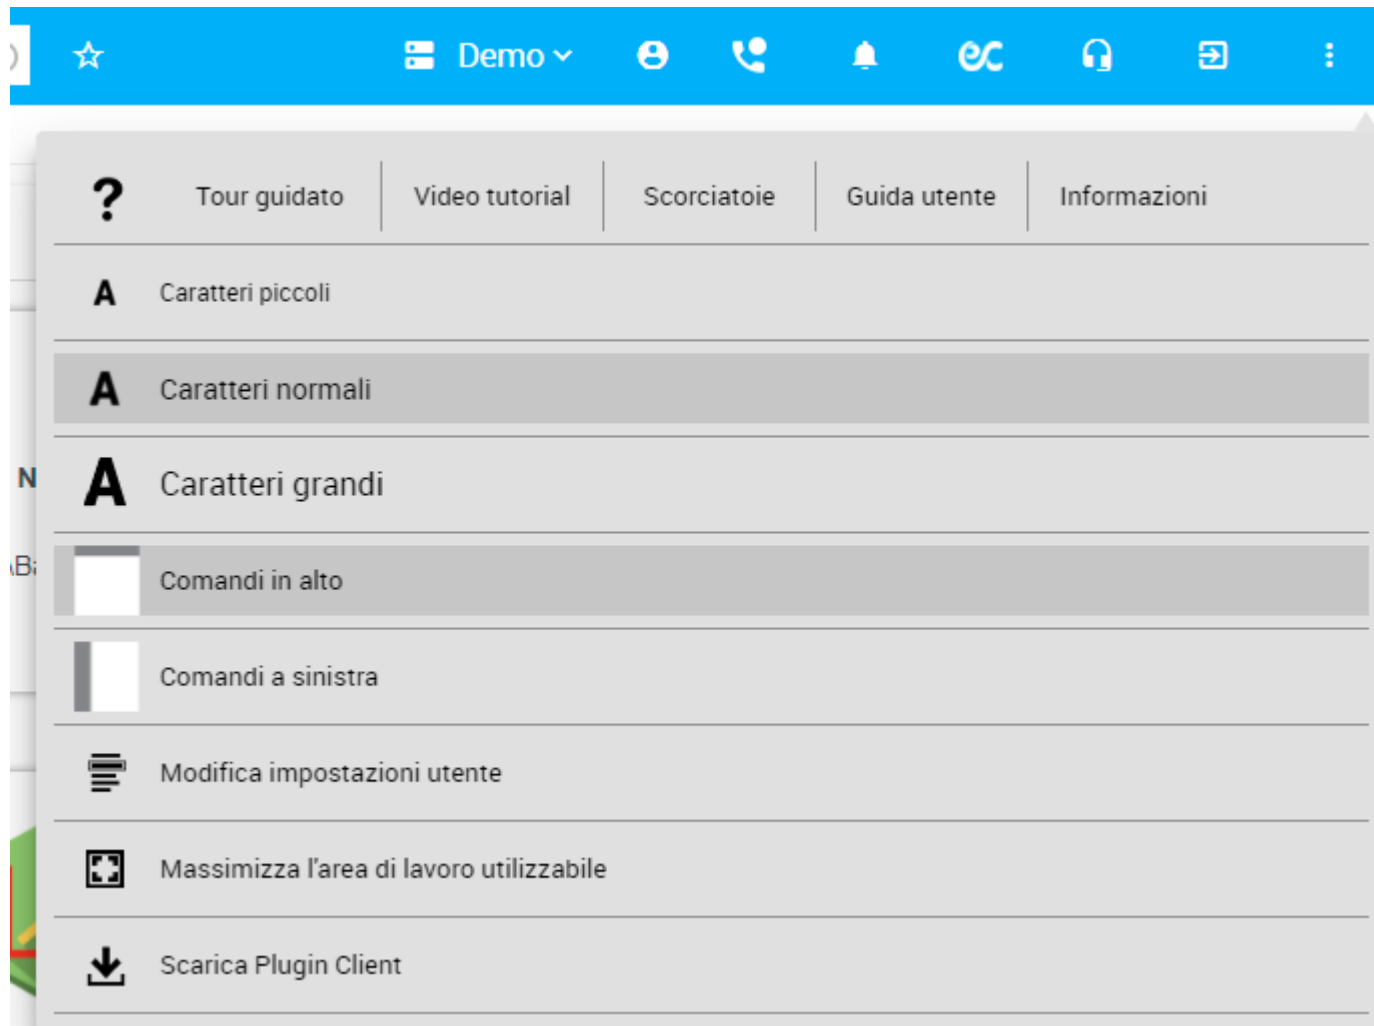 Demo
Tour guidato Video tutorial Scorciatoie Guida utente Informazioni
A Caratteri piccoli
A Caratteri normali
A Caratteri grandi
Comandi in alto
Comandi a sinistra
Modifica impostazioni utente
Massimizza l'area di lavoro utilizzabile
Scarica Plugin Client